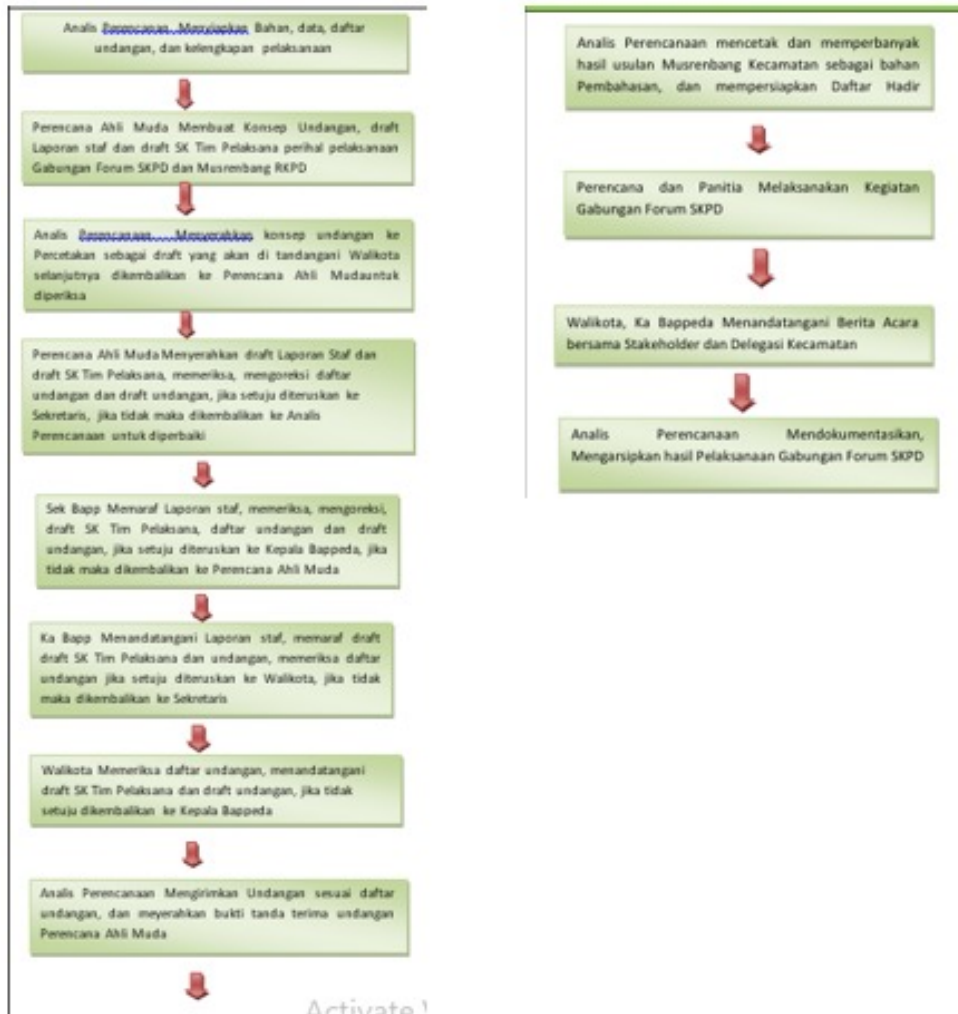 Analis Perencanan Menyiapkan Bahan, data, daftar
undangan, dan kelengkapan pelaksanaan
Perencana Ahli Muda Membuat Konsep Undangan, draft
Laporan staf dan draft SK Tim Pelaksana perihal pelaksanaan
Gabungan Forum SKPD dan Musrenbang RKPD
Analis Perencanaan Menyerahkan konsep undangan ke
Percetakan sebagai draft yang akan di tandangani Walikota
selanjutnya dikembalikan ke Perencana Ahli Mudauntuk
diperiksa
Perencana Ahli Muda Menyerahkan draft Laporan Staf dan
draft SK Tim Pelaksana, memeriksa, mengoreksi daftar
undangan dan draft undangan, jika setuju diteruskan ke
Sekretaris, jika tidak maka dikembalikan ke Analis
Perencanaan untuk diperbaiki
Sek Bapp Memaraf Laporan staf, memeriksa, mengoreksi,
draft SK Tim Pelaksana, daftar undangan dan draft
undangan, jika setuju diteruskan ke Kepala Bappeda, jika
tidak maka dikembalikan ke Perencana Ahli Muda
Ka Bapp Menandatangani Laporan staf, memaraf draft
draft SK Tim Pelaksana dan undangan, memeriksa daftar
undangan jika setuju diteruskan ke Walikota, jika tidak
maka dikembalikan ke Sekretaris
Walikota Memeriksa daftar undangan, menandatangani
draft SK Tim Pelaksana dan draft undangan, jika tidak
setuju dikembalikan ke Kepala Bappeda
Analis Perencanaan Mengirimkan Undangan sesuai daftar
undangan, dan meyerahkan bukti tanda terima undangan
Perencana Ahli Muda
Activate
Analis Perencanaan mencetak dan memperbanyak
hasil usulan Musrenbang Kecamatan sebagai bahan
Pembahasan, dan mempersiapkan Daftar Hadir
Perencana dan Panitia Melaksanakan Kegiatan
Gabungan Forum SKPD
Walikota, Ka Bappeda Menandatangani Berita Acara
bersama Stakeholder dan Delegasi Kecamatan
Analis Perencanaan Mendokumentasikan,
Mengarsipkan hasil Pelaksanaan Gabungan Forum SKPD